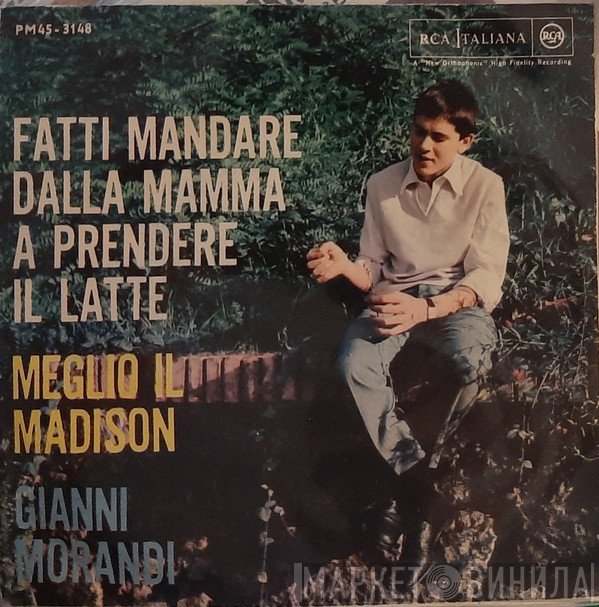 PM45-3148
RCA ITALIANA
RCA
A "New Orthophonic" High Fidelity Recording
FATTI MANDARE
DALLA MAMMA
A PRENDERE
IL LATTE
MEGLIO IL
MADISON
GIANNI
MORANDI
МАРКЕТ ВИНИЛА